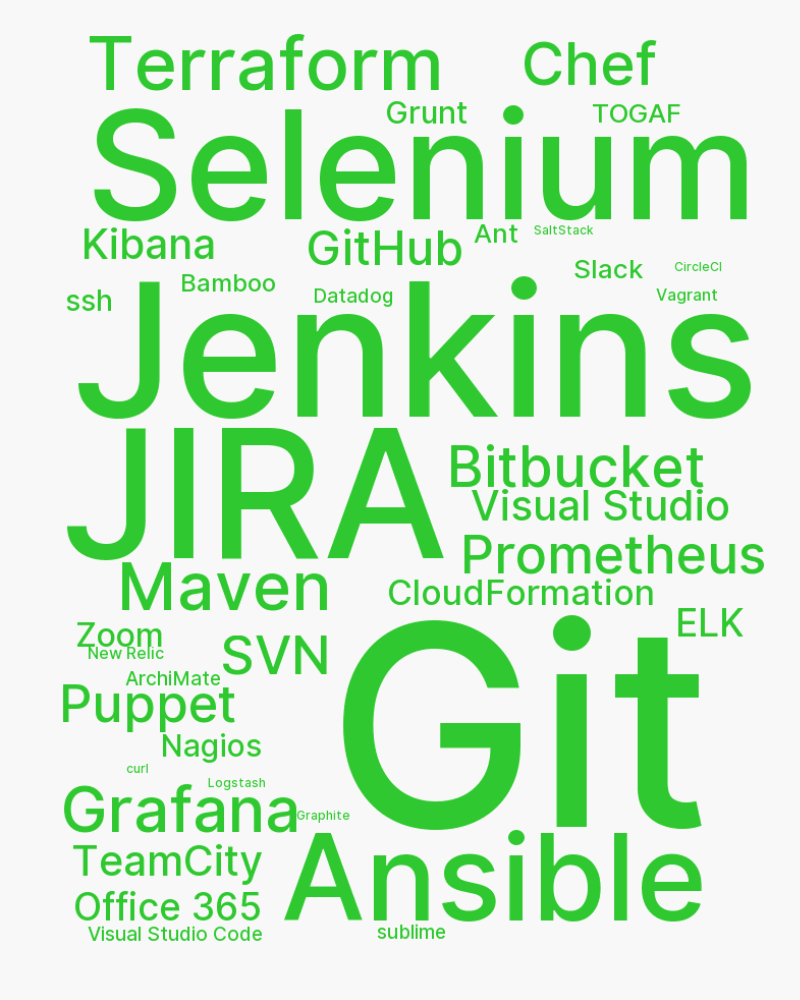 Terraform Chef
Grunt TOGAF
Selenium
Kibana GitHub Ant SaltStack
Slack CircleCI
ssh Bamboo Datadog Vagrant
Jenkins
JIRA Bitbucket
Visual Studio
Prometheus
Maven CloudFormation
Zoom SVN ELK
New Relic
ArchiMate
Puppet Git
Nagios
curl
Logstash
Grafana Graphite
TeamCity Ansible
Office 365
Visual Studio Code sublime